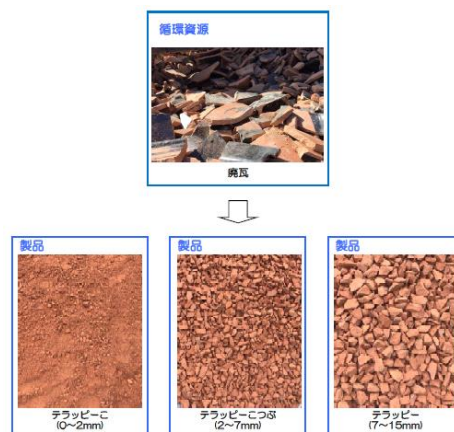 循環資源
廃瓦
製品
テラッピーこ
(0〜2mm)
製品
テラッピーこつぶ
(2〜7mm)
製品
テラッピー
(7〜15mm)